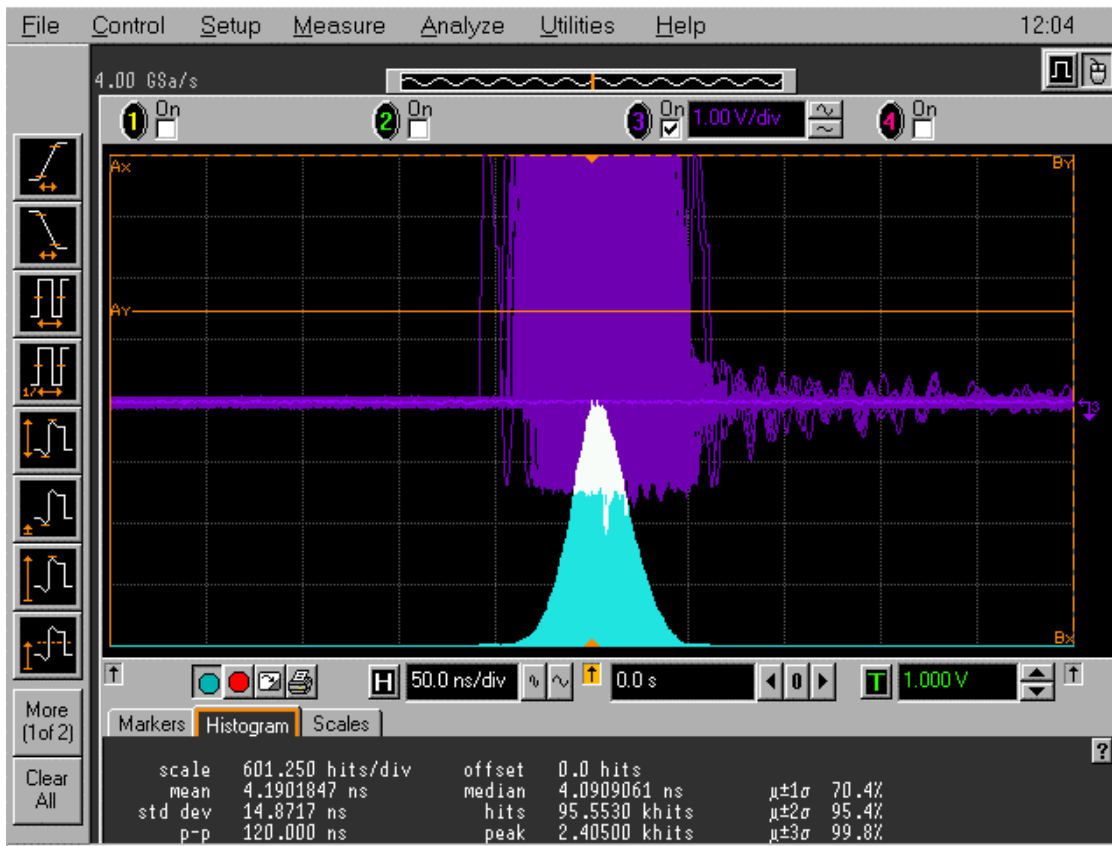 File Control Setup Measure Analyze Utilities Help 12:04
4.00 GSa/s
1 On 2 On 3 On 1.00 V/div 4 On
Ax BY
AY
3
Bx
H 50.0 ns/div 0.0 s 0 T 1.000 V
More
(1of 2)
Clear
All
Markers Histogram Scales
?
scale 601.250 hits/div offset 0.0 hits
mean 4.1901847 ns median 4.0909061 ns μ±1σ 70.4%
std dev 14.8717 ns hits 95.5530 khits μ±2σ 95.4%
p-p 120.000 ns peak 2.40500 khits μ±3σ 99.8%